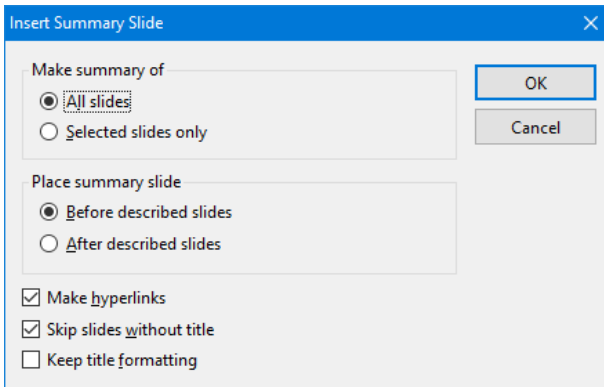 Insert Summary Slide
Make summary of
All slides
Selected slides only
OK
Cancel
Place summary slide
Before described slides
After described slides
Make hyperlinks
Skip slides without title
Keep title formatting